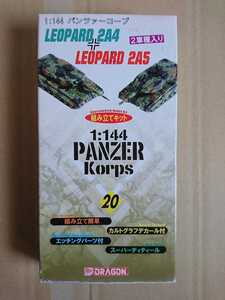 1:144 パンツァーコープ
LEOPARD 2A4
2車種入り
LEOPARD 2A5
組み立てキット
1:144
PANZER
Korps
20
組み立て簡単
カルトグラフデカール付
エッチングパーツ付
スーパーディティール
DRAGON